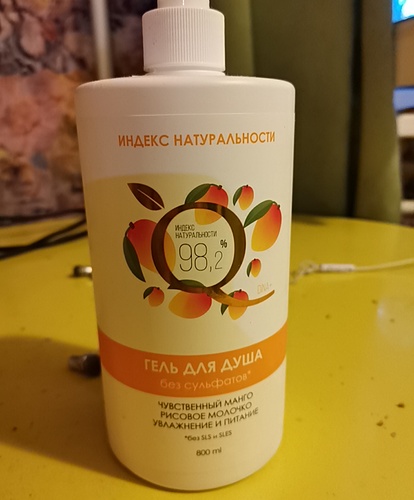 ИНДЕКС НАТУРАЛЬНОСТИ
ИНДЕКС
НАТУРАЛЬНОСТИ
98,2%
ГЕЛЬ ДЛЯ ДУША
без сульфатов*
ЧУВСТВЕННЫЙ МАНГО
РИСОВОЕ МОЛОЧКО
УВЛАЖНЕНИЕ И ПИТАНИЕ
*без SLS и SLES
800 ml